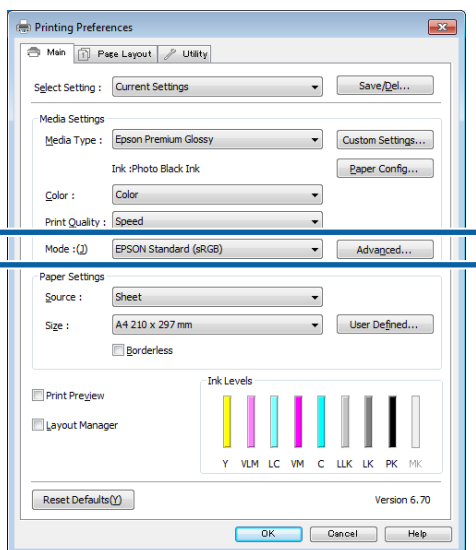 Printing Preferences
Main Page Layout Utility
Select Setting : Current Settings Save/Del...
Media Settings
Media Type : Epson Premium Glossy Custom Settings...
Ink :Photo Black Ink Paper Config...
Color : Color
Print Quality : Speed
Mode :(J) EPSON Standard (sRGB) Advanced...
Paper Settings
Source : Sheet
Size : A4 210 x 297 mm User Defined...
Borderless
Ink Levels
Print Preview
Layout Manager
Y VLM LC VM C LLK LK PK MK
Reset Defaults(Y) Version 6.70
OK Cancel Help